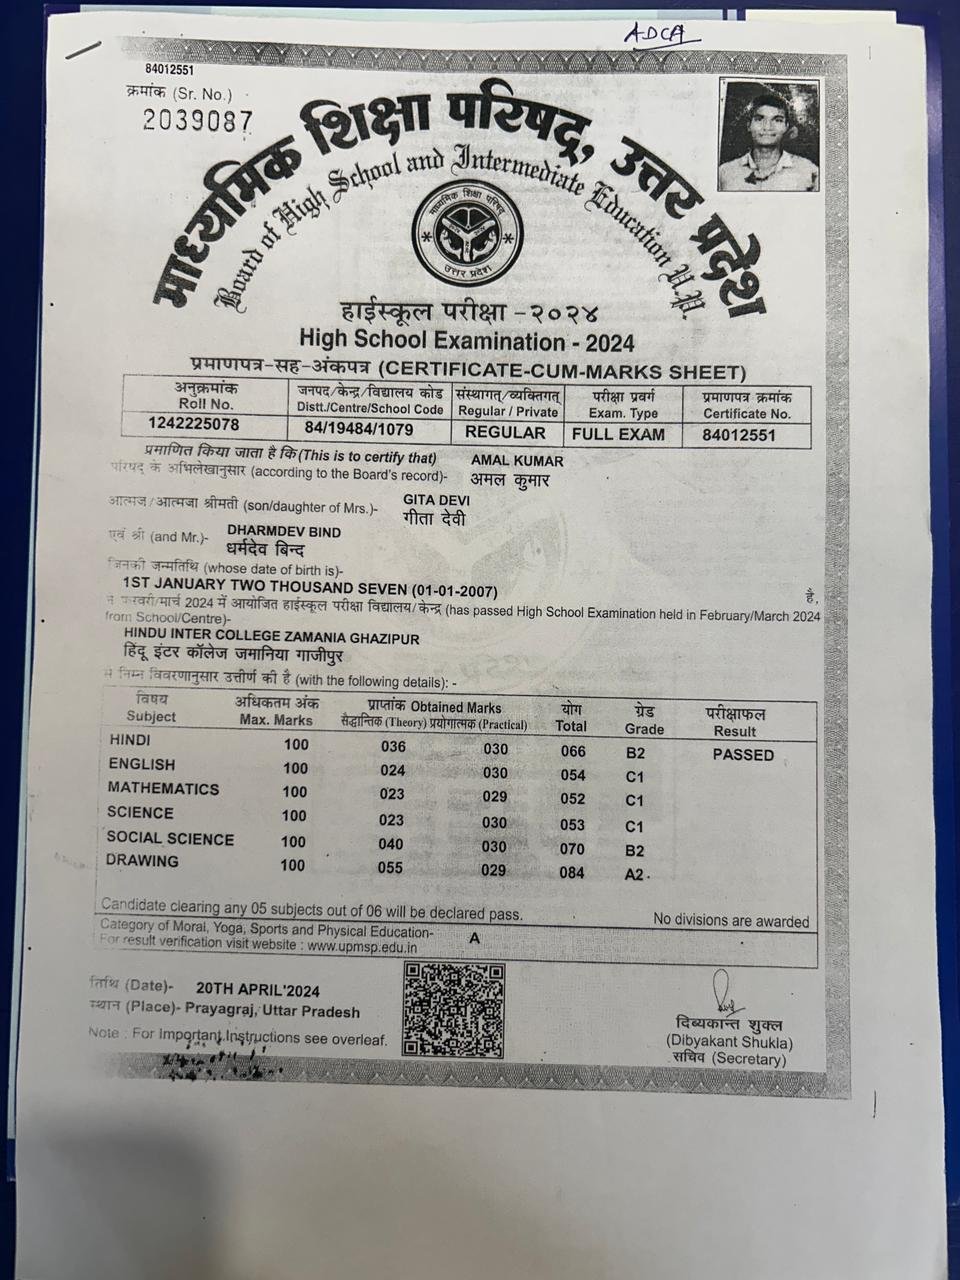 ADCA
84012551
क्रमांक (Sr. No.)
2039087
माध्यमिक शिक्षा परिषद्, उत्तर प्रदेश
Board of High School and Intermediate Education U.P.
माध्यमिक शिक्षा परिषद्
उत्तर प्रदेश
हाईस्कूल परीक्षा - २०२४
High School Examination - 2024
प्रमाणपत्र-सह-अंकपत्र (CERTIFICATE-CUM-MARKS SHEET)
अनुक्रमांक जनपद/केन्द्र/विद्यालय कोड संस्थागत्/व्यक्तिगत् परीक्षा प्रवर्ग प्रमाणपत्र क्रमांक
Roll No. Distt./Centre/School Code Regular / Private Exam. Type Certificate No.
1242225078 84/19484/1079 REGULAR FULL EXAM 84012551
प्रमाणित किया जाता है कि (This is to certify that) AMAL KUMAR
परिषद के अभिलेखानुसार (according to the Board's record)- अमल कुमार
आत्मज/आत्मजा श्रीमती (son/daughter of Mrs.)- GITA DEVI
गीता देवी
एवं श्री (and Mr.)- DHARMDEV BIND
धर्मदेव बिन्द
जिनकी जन्मतिथि (whose date of birth is)-
1ST JANUARY TWO THOUSAND SEVEN (01-01-2007) है,
ने फरवरी/मार्च 2024 में आयोजित हाईस्कूल परीक्षा विद्यालय/केन्द्र (has passed High School Examination held in February/March 2024
from School/Centre)-
HINDU INTER COLLEGE ZAMANIA GHAZIPUR
हिंदू इंटर कॉलेज जमानिया गाजीपुर
से निम्न विवरणानुसार उत्तीर्ण की है (with the following details): -
विषय अधिकतम अंक प्राप्तांक Obtained Marks योग ग्रेड परीक्षाफल
Subject Max. Marks सैद्धान्तिक (Theory) प्रयोगात्मक (Practical) Total Grade Result
HINDI 100 036 030 066 B2 PASSED
ENGLISH 100 024 030 054 C1
MATHEMATICS 100 023 029 052 C1
SCIENCE 100 023 030 053 C1
SOCIAL SCIENCE 100 040 030 070 B2
DRAWING 100 055 029 084 A2
Candidate clearing any 05 subjects out of 06 will be declared pass. No divisions are awarded
Category of Moral, Yoga, Sports and Physical Education- A
For result verification visit website : www.upmsp.edu.in
तिथि (Date)- 20TH APRIL'2024
स्थान (Place)- Prayagraj, Uttar Pradesh
Note : For Important Instructions see overleaf.
दिब्यकान्त शुक्ल
(Dibyakant Shukla)
सचिव (Secretary)